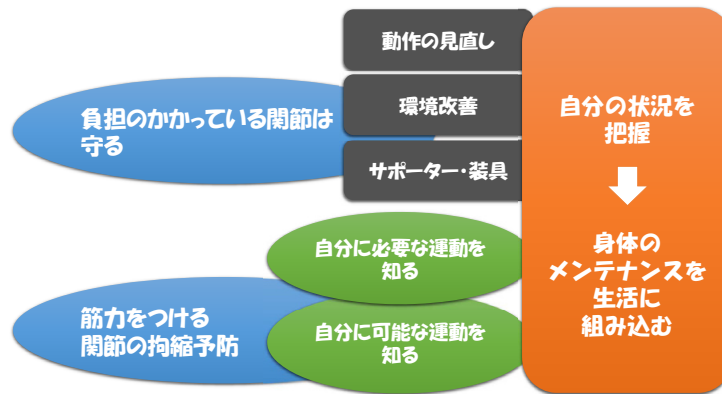 負担のかかっている関節は
守る
動作の見直し
環境改善
サポーター・装具
筋力をつける
関節の拘縮予防
自分に必要な運動を
知る
自分に可能な運動を
知る
自分の状況を
把握
身体の
メンテナンスを
生活に
組み込む